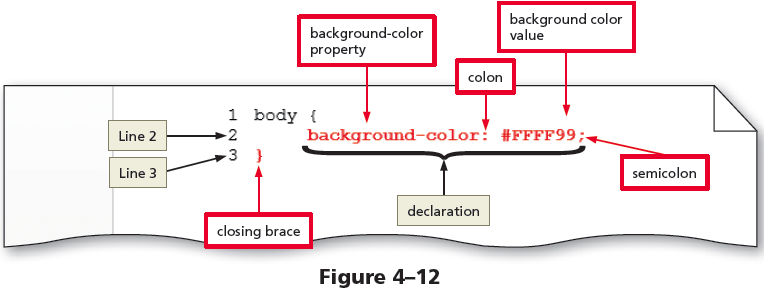 background-color
property
background color
value
colon
1 body {
Line 2
2 background-color: #FFFF99;
Line 3
3 }
semicolon
declaration
closing brace
Figure 4–12